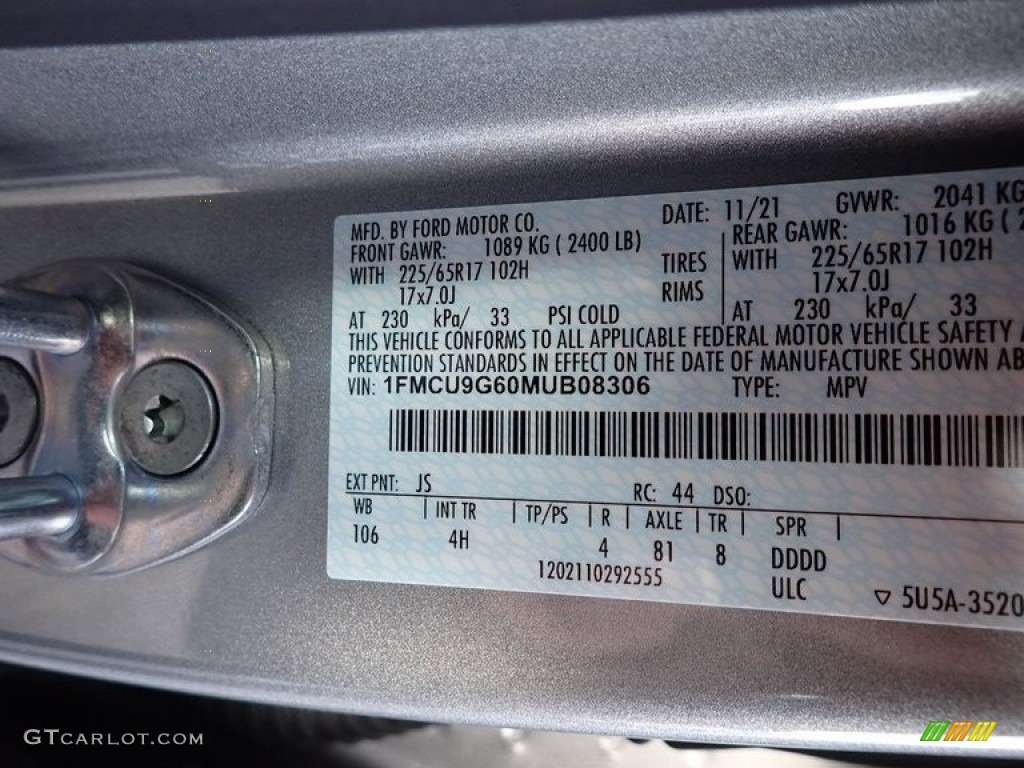 MFD. BY FORD MOTOR CO. DATE: 11/21 GVWR: 2041 KG
FRONT GAWR: 1089 KG ( 2400 LB) REAR GAWR: 1016 KG ( 2
WITH 225/65R17 102H TIRES WITH 225/65R17 102H
17x7.0J RIMS 17x7.0J
AT 230 kPa/ 33 PSI COLD AT 230 kPa/ 33
THIS VEHICLE CONFORMS TO ALL APPLICABLE FEDERAL MOTOR VEHICLE SAFETY A
PREVENTION STANDARDS IN EFFECT ON THE DATE OF MANUFACTURE SHOWN AB
VIN: 1FMCU9G60MUB08306 TYPE: MPV
EXT PNT: JS RC: 44 DSO:
WB INT TR TP/PS R AXLE TR SPR
106 4H 4 81 8 DDDD
1202110292555 ULC 5U5A-3520
GTCARLOT.COM